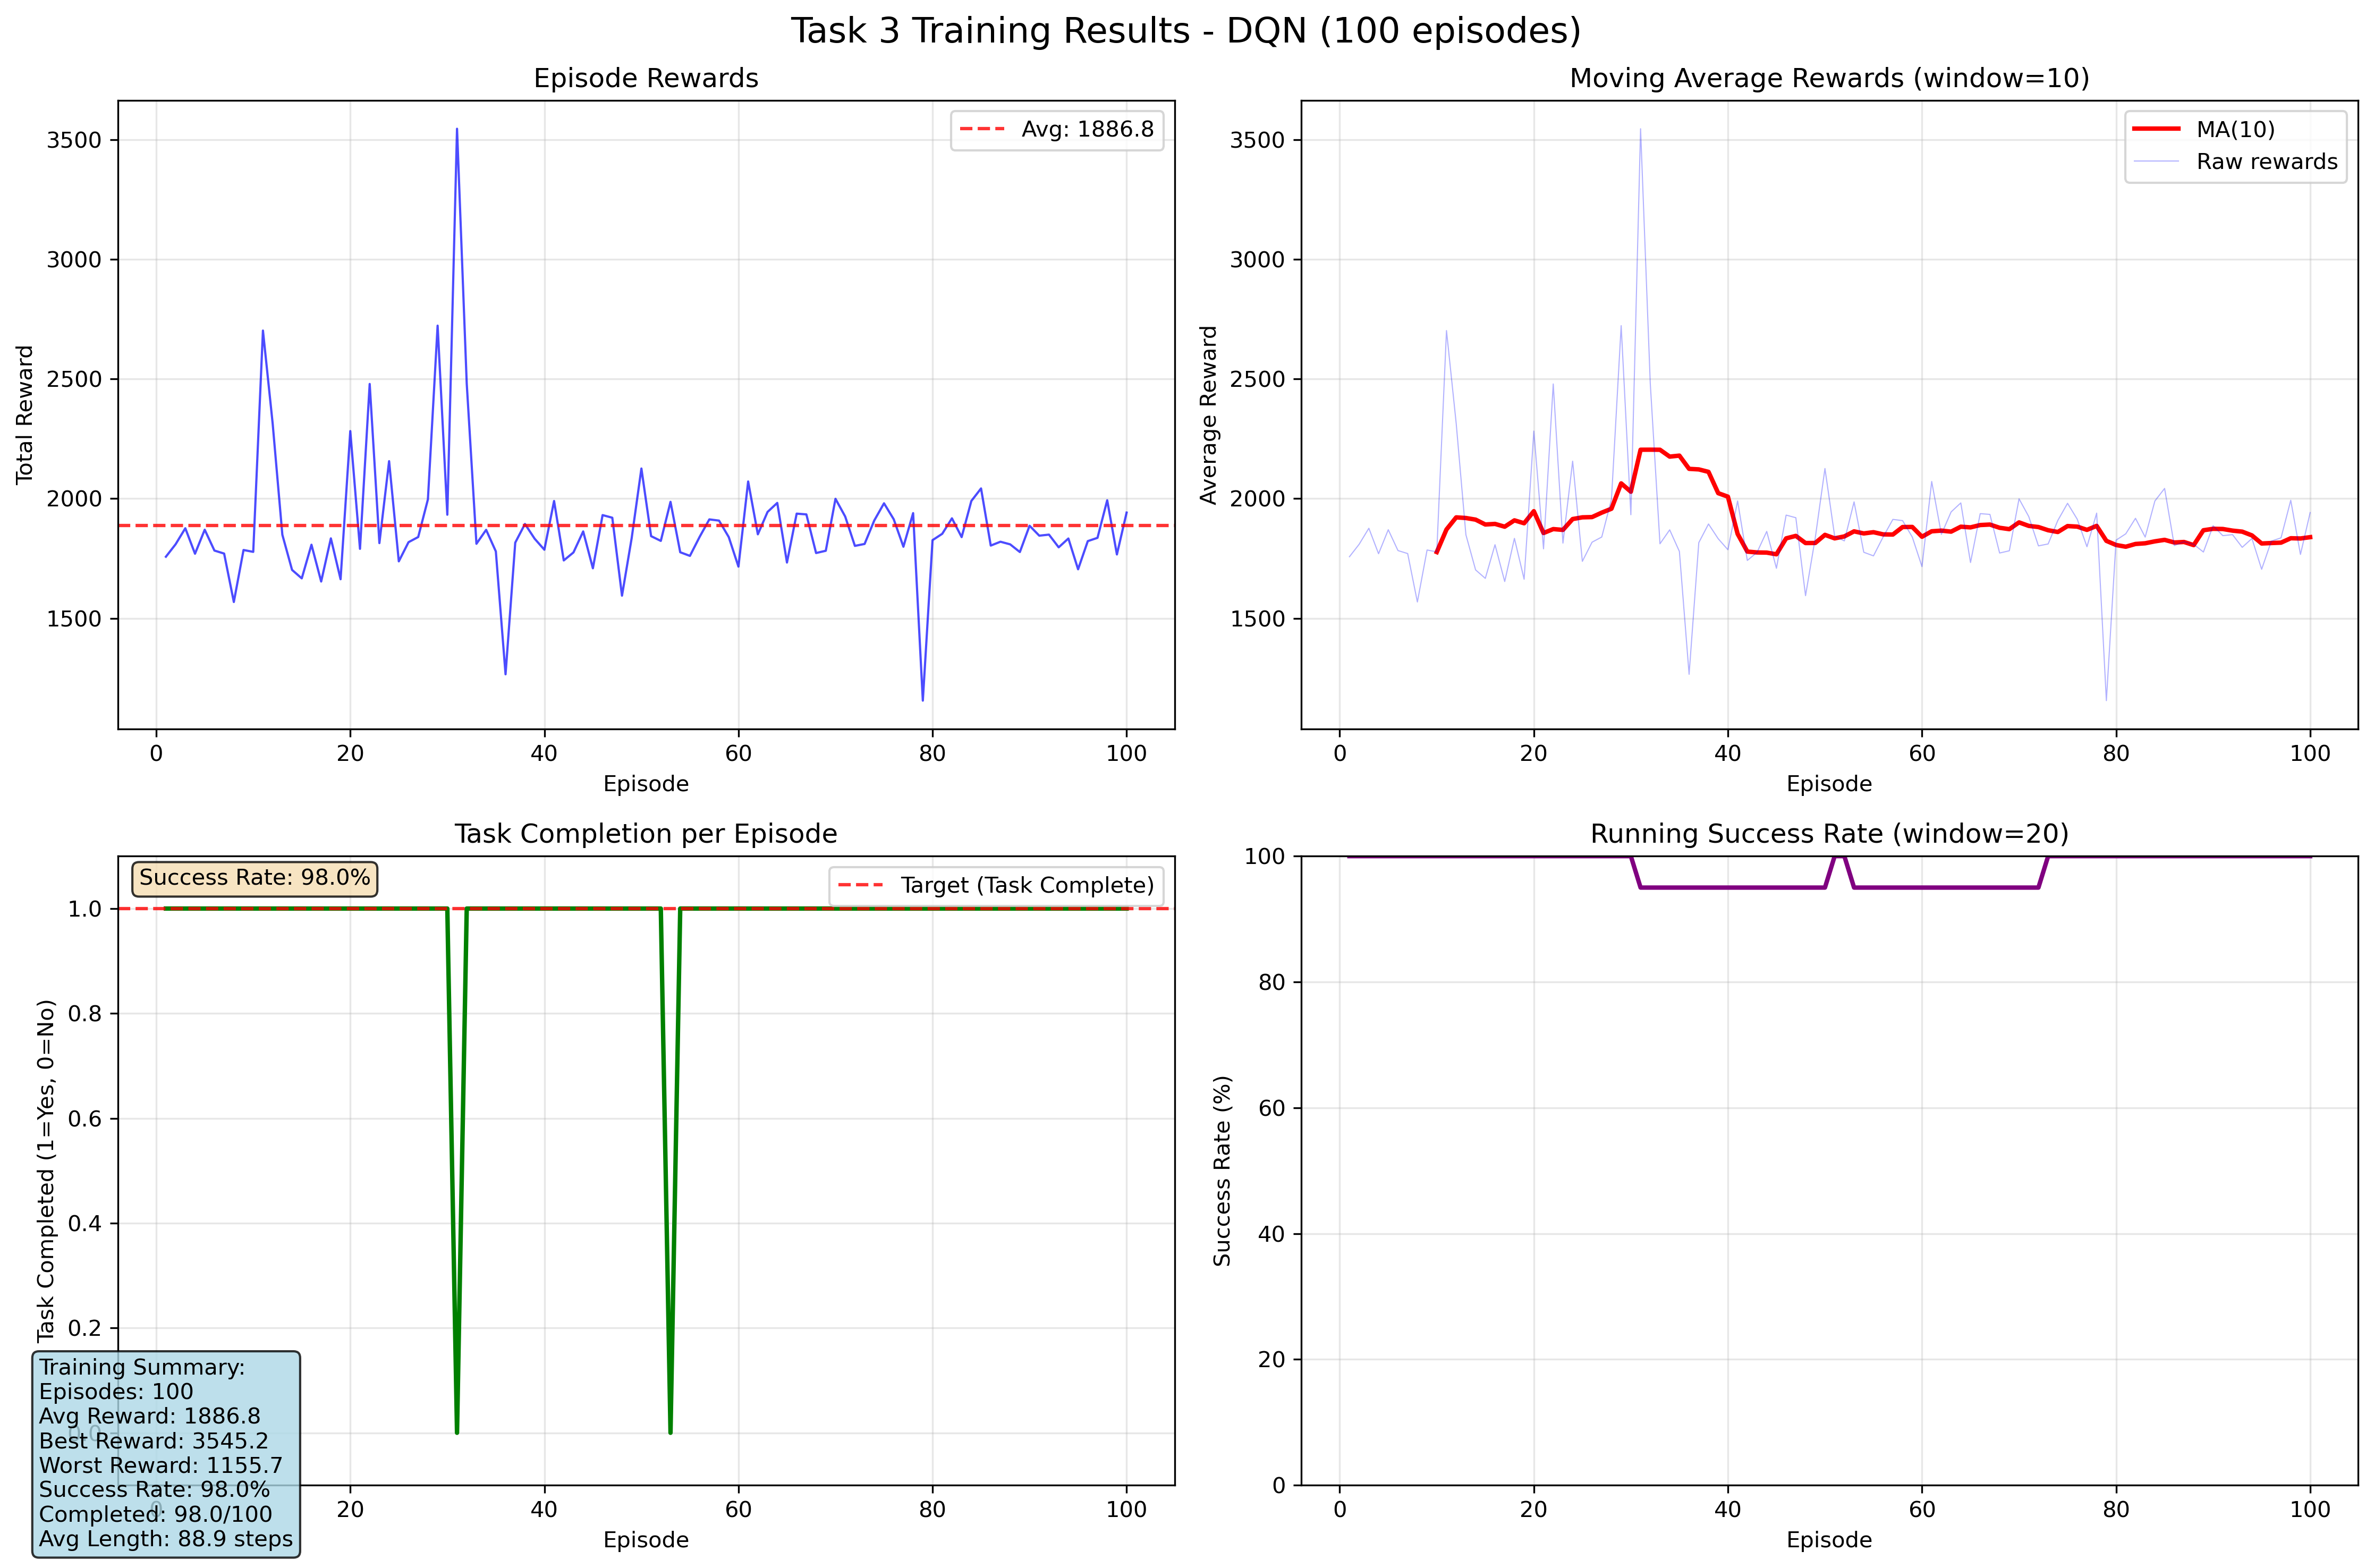 Task 3 Training Results - DQN (100 episodes)
Episode Rewards
Avg: 1886.8
Total Reward
3500
3000
2500
2000
1500
0 20 40 60 80 100
Episode
Moving Average Rewards (window=10)
MA(10)
Raw rewards
Average Reward
3500
3000
2500
2000
1500
0 20 40 60 80 100
Episode
Task Completion per Episode
Success Rate: 98.0%
Target (Task Complete)
Task Completed (1=Yes, 0=No)
1.0
0.8
0.6
0.4
0.2
0.0
0 20 40 60 80 100
Episode
Training Summary:
Episodes: 100
Avg Reward: 1886.8
Best Reward: 3545.2
Worst Reward: 1155.7
Success Rate: 98.0%
Completed: 98.0/100
Avg Length: 88.9 steps
Running Success Rate (window=20)
Success Rate (%)
100
80
60
40
20
0
0 20 40 60 80 100
Episode